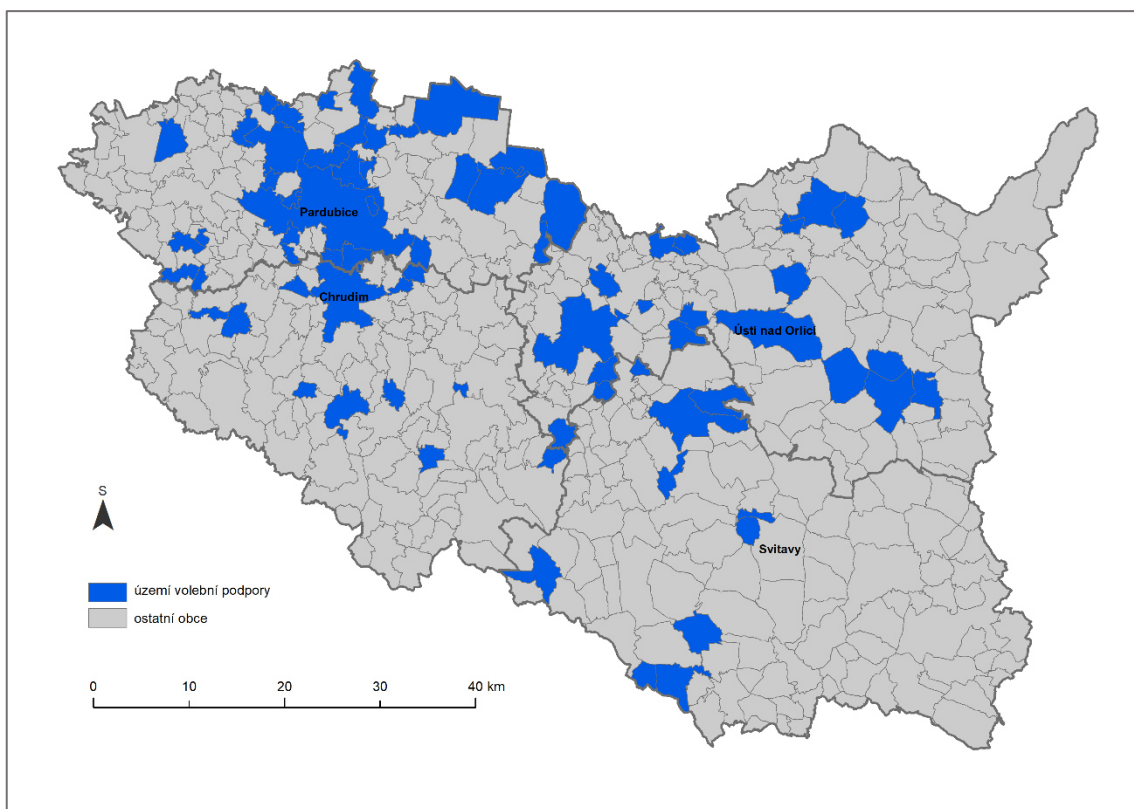 Pardubice
Chrudim
Ústí nad Orlicí
Svitavy
S
území volební podpory
ostatní obce
0 10 20 30 40 km